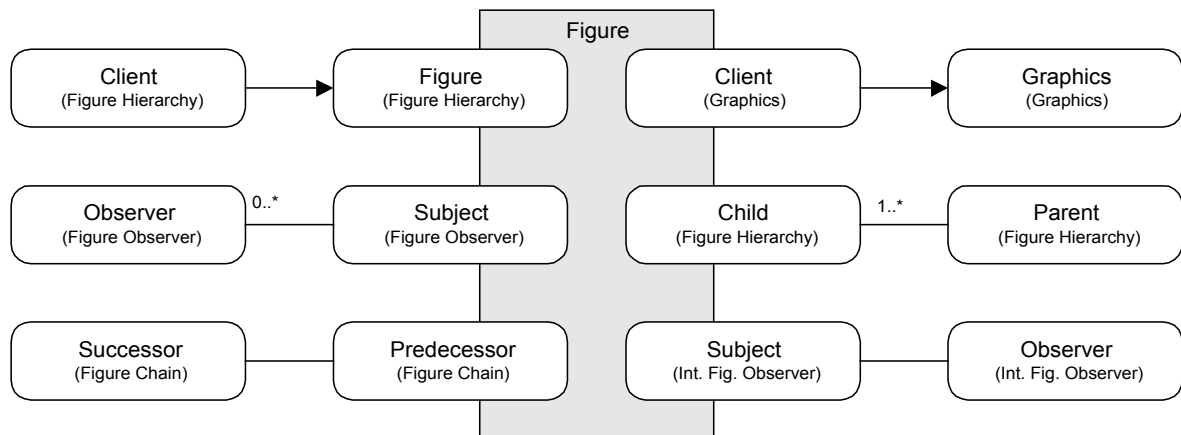 Figure
Client
(Figure Hierarchy)
Figure
(Figure Hierarchy)
Client
(Graphics)
Graphics
(Graphics)
Observer
(Figure Observer)
0..*
Subject
(Figure Observer)
Child
(Figure Hierarchy)
1..*
Parent
(Figure Hierarchy)
Successor
(Figure Chain)
Predecessor
(Figure Chain)
Subject
(Int. Fig. Observer)
Observer
(Int. Fig. Observer)